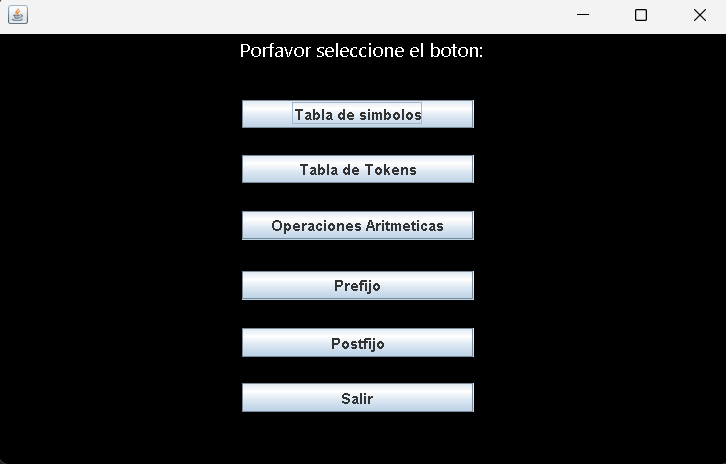 Porfavor seleccione el boton:
Tabla de simbolos
Tabla de Tokens
Operaciones Aritmeticas
Prefijo
Postfijo
Salir